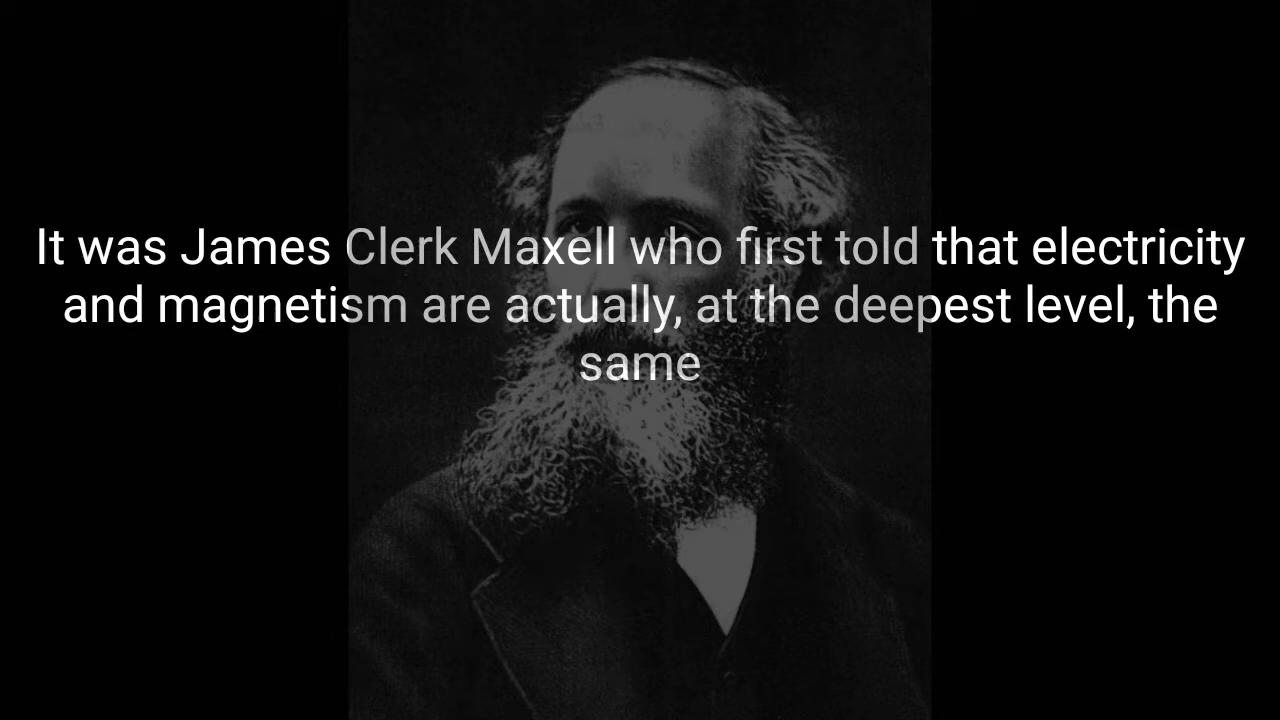 It was James Clerk Maxell who first told that electricity
and magnetism are actually, at the deepest level, the
same